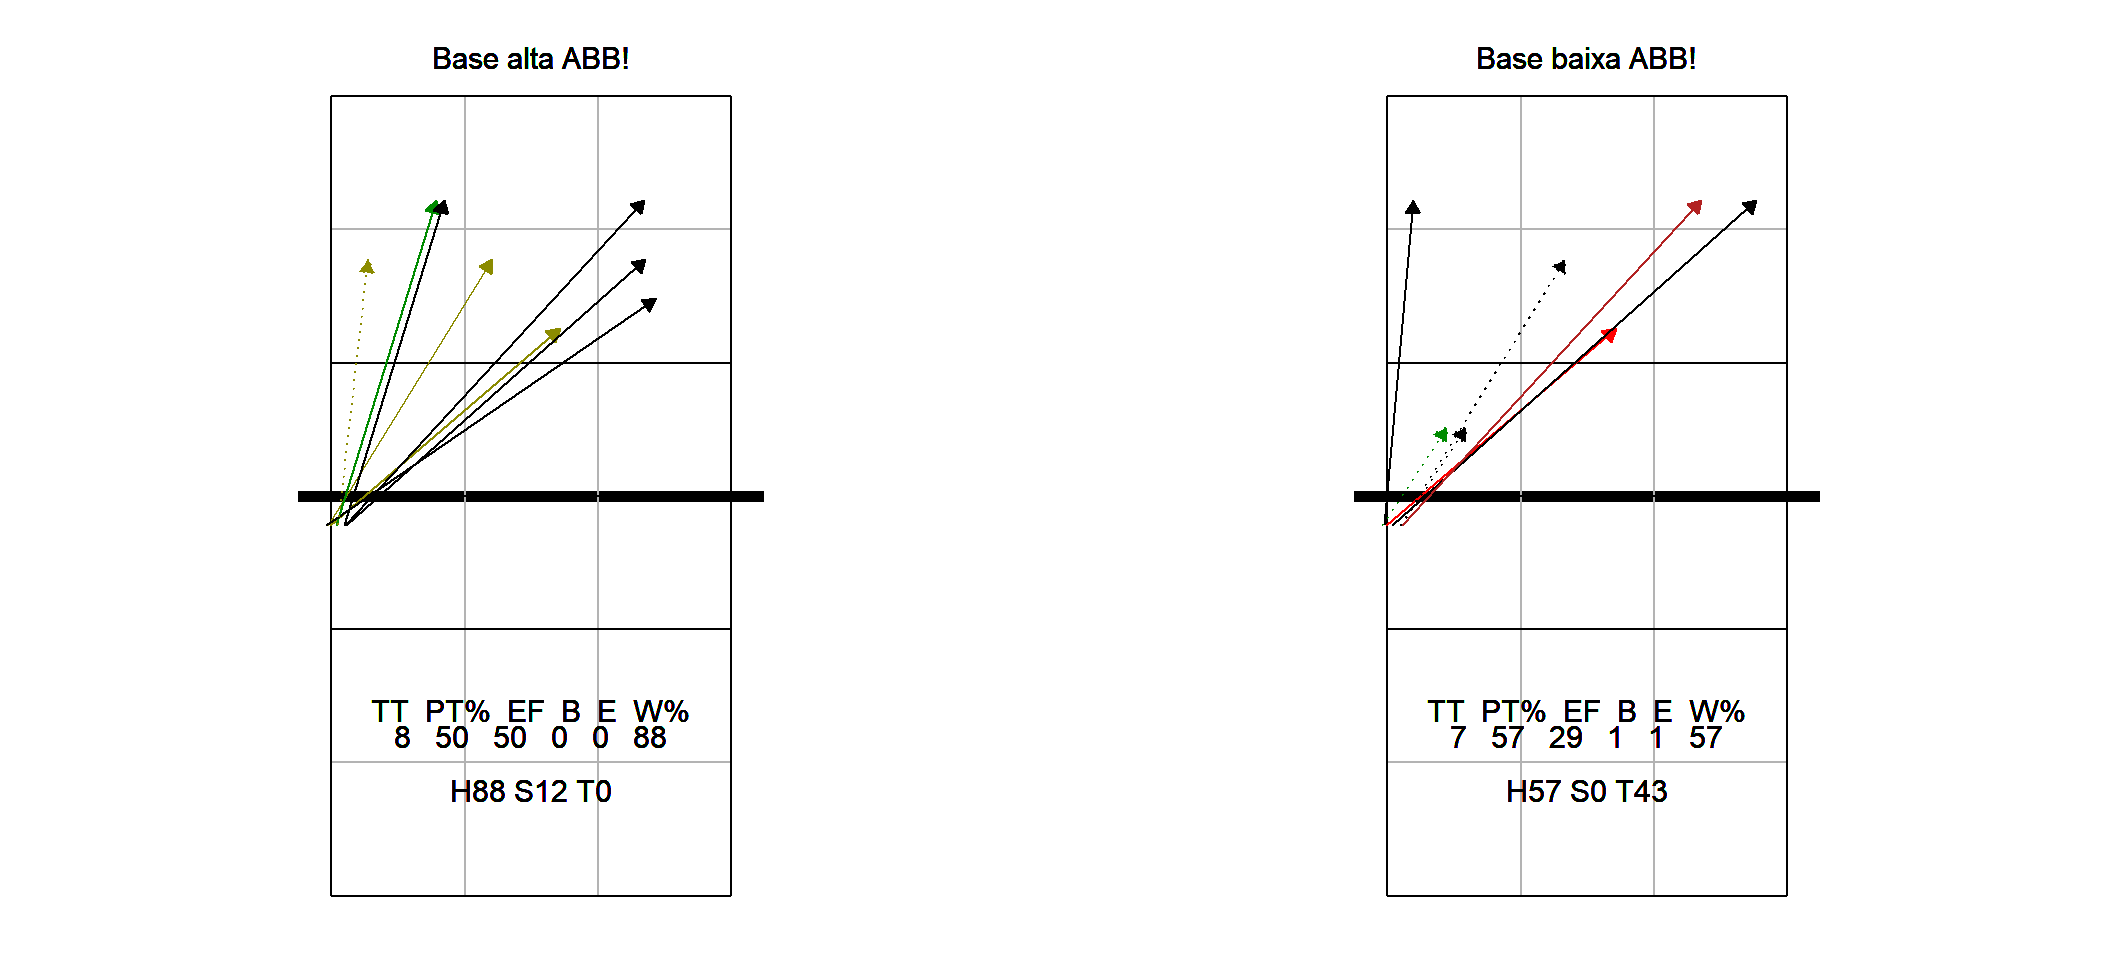 Base alta ABB!
TT PT% EF B E W%
8 50 50 0 0 88
H88 S12 T0
Base baixa ABB!
TT PT% EF B E W%
7 57 29 1 1 57
H57 S0 T43